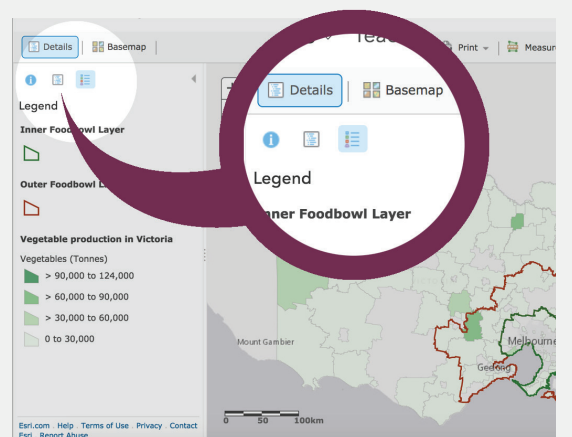 Details
Basemap
Print
Measur
Legend
Inner Foodbowl Layer
Outer Foodbowl L
Vegetable production in Victoria
Vegetables (Tonnes)
> 90,000 to 124,000
> 60,000 to 90,000
> 30,000 to 60,000
0 to 30,000
Esri.com . Help . Terms of Use . Privacy . Contact
Esri . Report Abuse
Details
Basemap
Legend
nner Foodbowl Layer
Mount Gambier
Melbourne
Geelong
0 50 100km